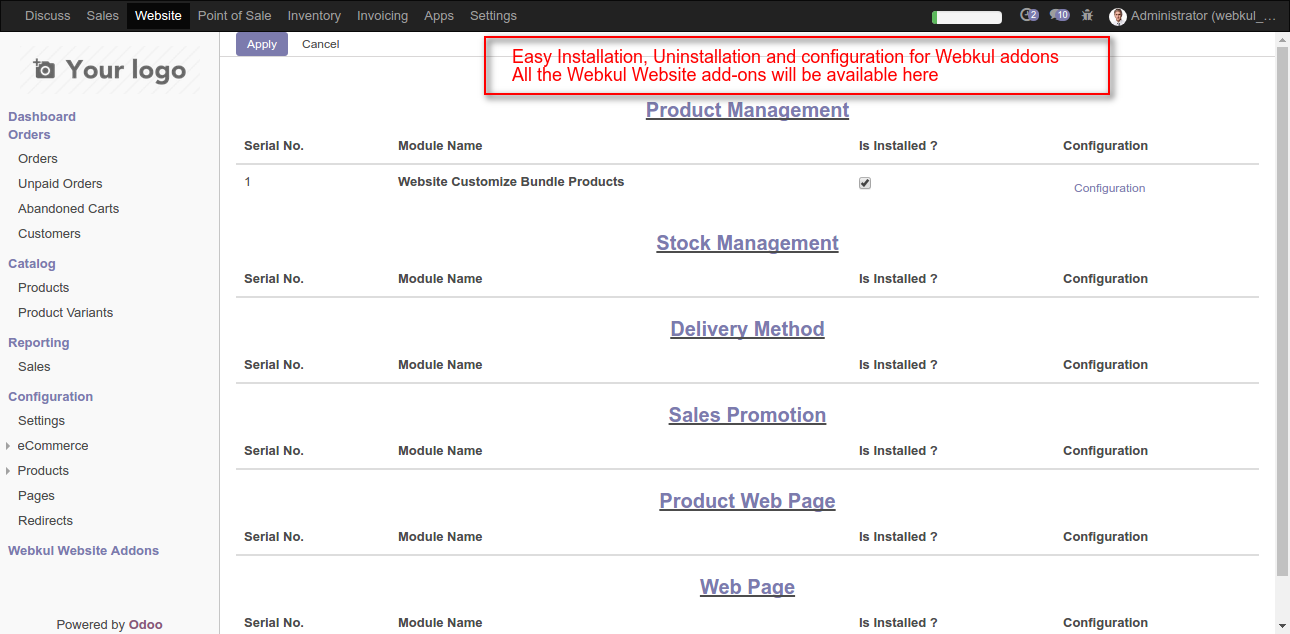 Discuss Sales Website Point of Sale Inventory Invoicing Apps Settings 2 10 Administrator (webkul_...
Your logo
Apply Cancel
Easy Installation, Uninstallation and configuration for Webkul addons
All the Webkul Website add-ons will be available here
Dashboard
Orders
Orders
Unpaid Orders
Abandoned Carts
Customers
Catalog
Products
Product Variants
Reporting
Sales
Configuration
Settings
eCommerce
Products
Pages
Redirects
Webkul Website Addons
Powered by Odoo
Product Management
Serial No. Module Name Is Installed ? Configuration
1 Website Customize Bundle Products Configuration
Stock Management
Serial No. Module Name Is Installed ? Configuration
Delivery Method
Serial No. Module Name Is Installed ? Configuration
Sales Promotion
Serial No. Module Name Is Installed ? Configuration
Product Web Page
Serial No. Module Name Is Installed ? Configuration
Web Page
Serial No. Module Name Is Installed ? Configuration